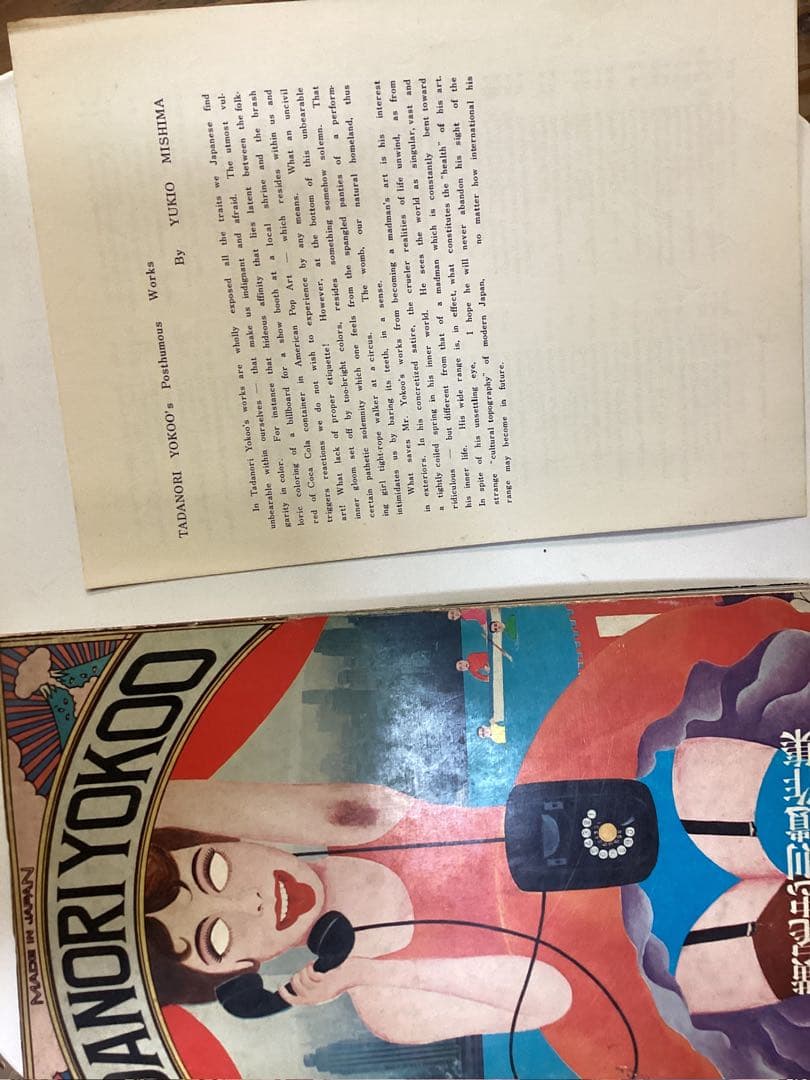 TADANORI YOKOO's Posthumous Works
By YUKIO MISHIMA
In Tadanori Yokoo's works are wholly exposed all the traits we Japanese find
unbearable within ourselves — that make us indignant and afraid. The utmost vul-
garity in color. For instance that hideous affinity that lies latent between the folk-
loric coloring of a billboard for a show booth at a local shrine and the brash
red of Coca Cola container in American Pop Art — which resides within us and
triggers reactions we do not wish to experience by any means. What an uncivil
art! What lack of proper etiquette! However, at the bottom of this unbearable
inner gloom set off by too-bright colors, resides something somehow solemn. That
certain pathetic solemnity which one feels from the spangled panties of a perform-
ing girl tight-rope walker at a circus. The womb, our natural homeland, thus
intimidates us by baring its, teeth, in a sense.
What saves Mr. Yokoo's works from becoming a madman's art is his interest
in exteriors. In his concretized satire, the crueler realities of life unwind, as from
a tightly coiled spring in his inner world. He sees the world as singular, vast and
ridiculous — but different from that of a madman which is constantly bent toward
his inner life. His wide range is, in effect, what constitutes the "health" of his art.
In spite of his unsettling eye, I hope he will never abandon his sight of the
strange "cultural topography" of modern Japan, no matter how international his
range may become in future.
MADE IN JAPAN
DANORI YOKOO